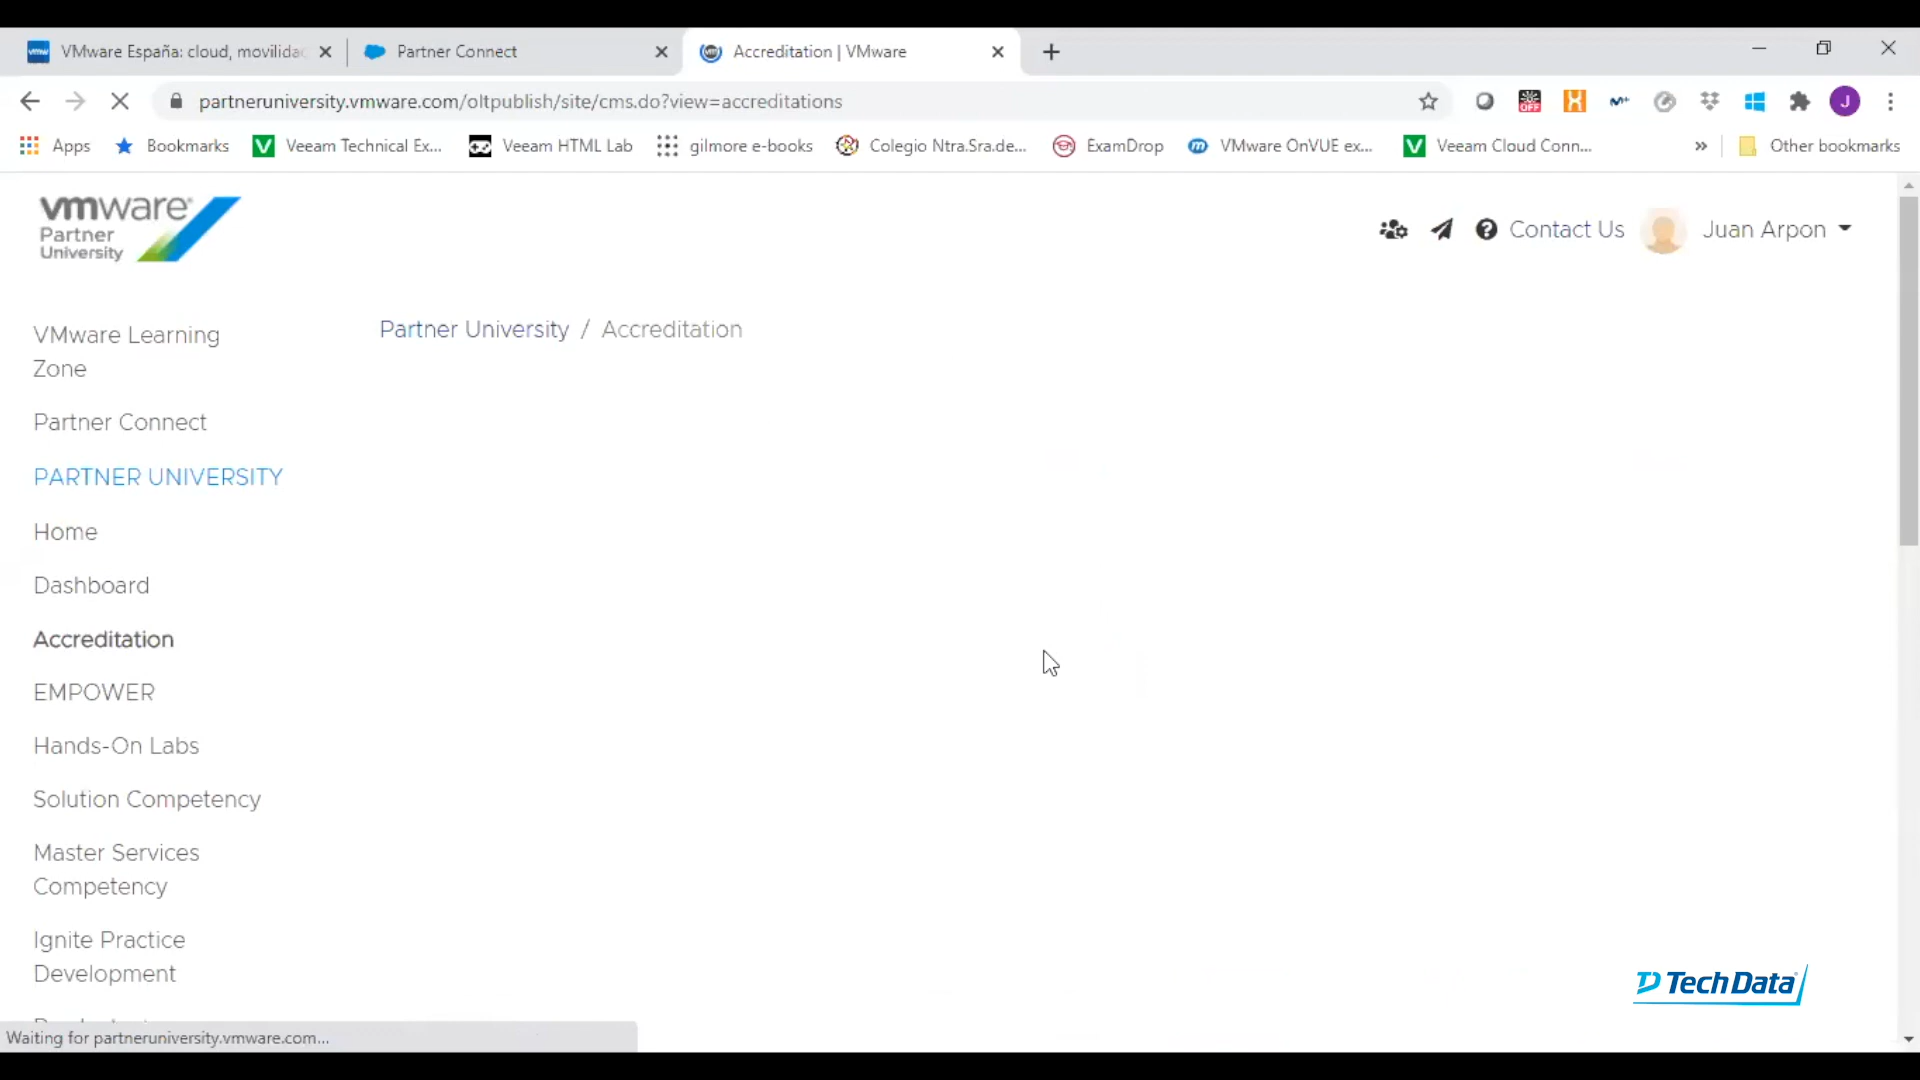 VMware España: cloud, movilidad
Partner Connect
Accreditation | VMware
partneruniversity.vmware.com/oltpublish/site/cms.do?view=accreditations
OFF
J
Apps
Bookmarks
Veeam Technical Ex...
Veeam HTML Lab
gilmore e-books
Colegio Ntra.Sra.de...
ExamDrop
VMware OnVUE ex...
Veeam Cloud Conn...
»
Other bookmarks
vmware®
Partner
University
Contact Us
Juan Arpon
Partner University / Accreditation
VMware Learning
Zone
Partner Connect
PARTNER UNIVERSITY
Home
Dashboard
Accreditation
EMPOWER
Hands-On Labs
Solution Competency
Master Services
Competency
Ignite Practice
Development
TechData
Waiting for partneruniversity.vmware.com...